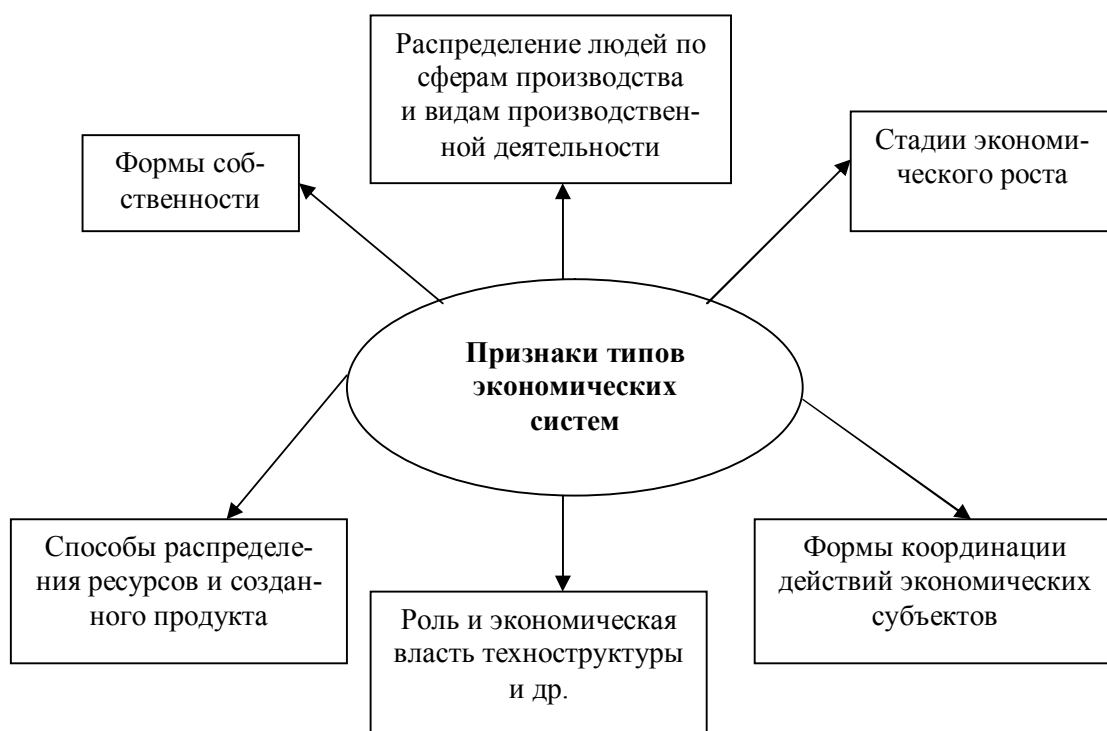 Распределение людей по
сферам производства
и видам производствен-
ной деятельности
Формы соб-
ственности
Стадии экономи-
ческого роста
Признаки типов
экономических
систем
Способы распределе-
ния ресурсов и создан-
ного продукта
Роль и экономическая
власть техноструктуры
и др.
Формы координации
действий экономических
субъектов